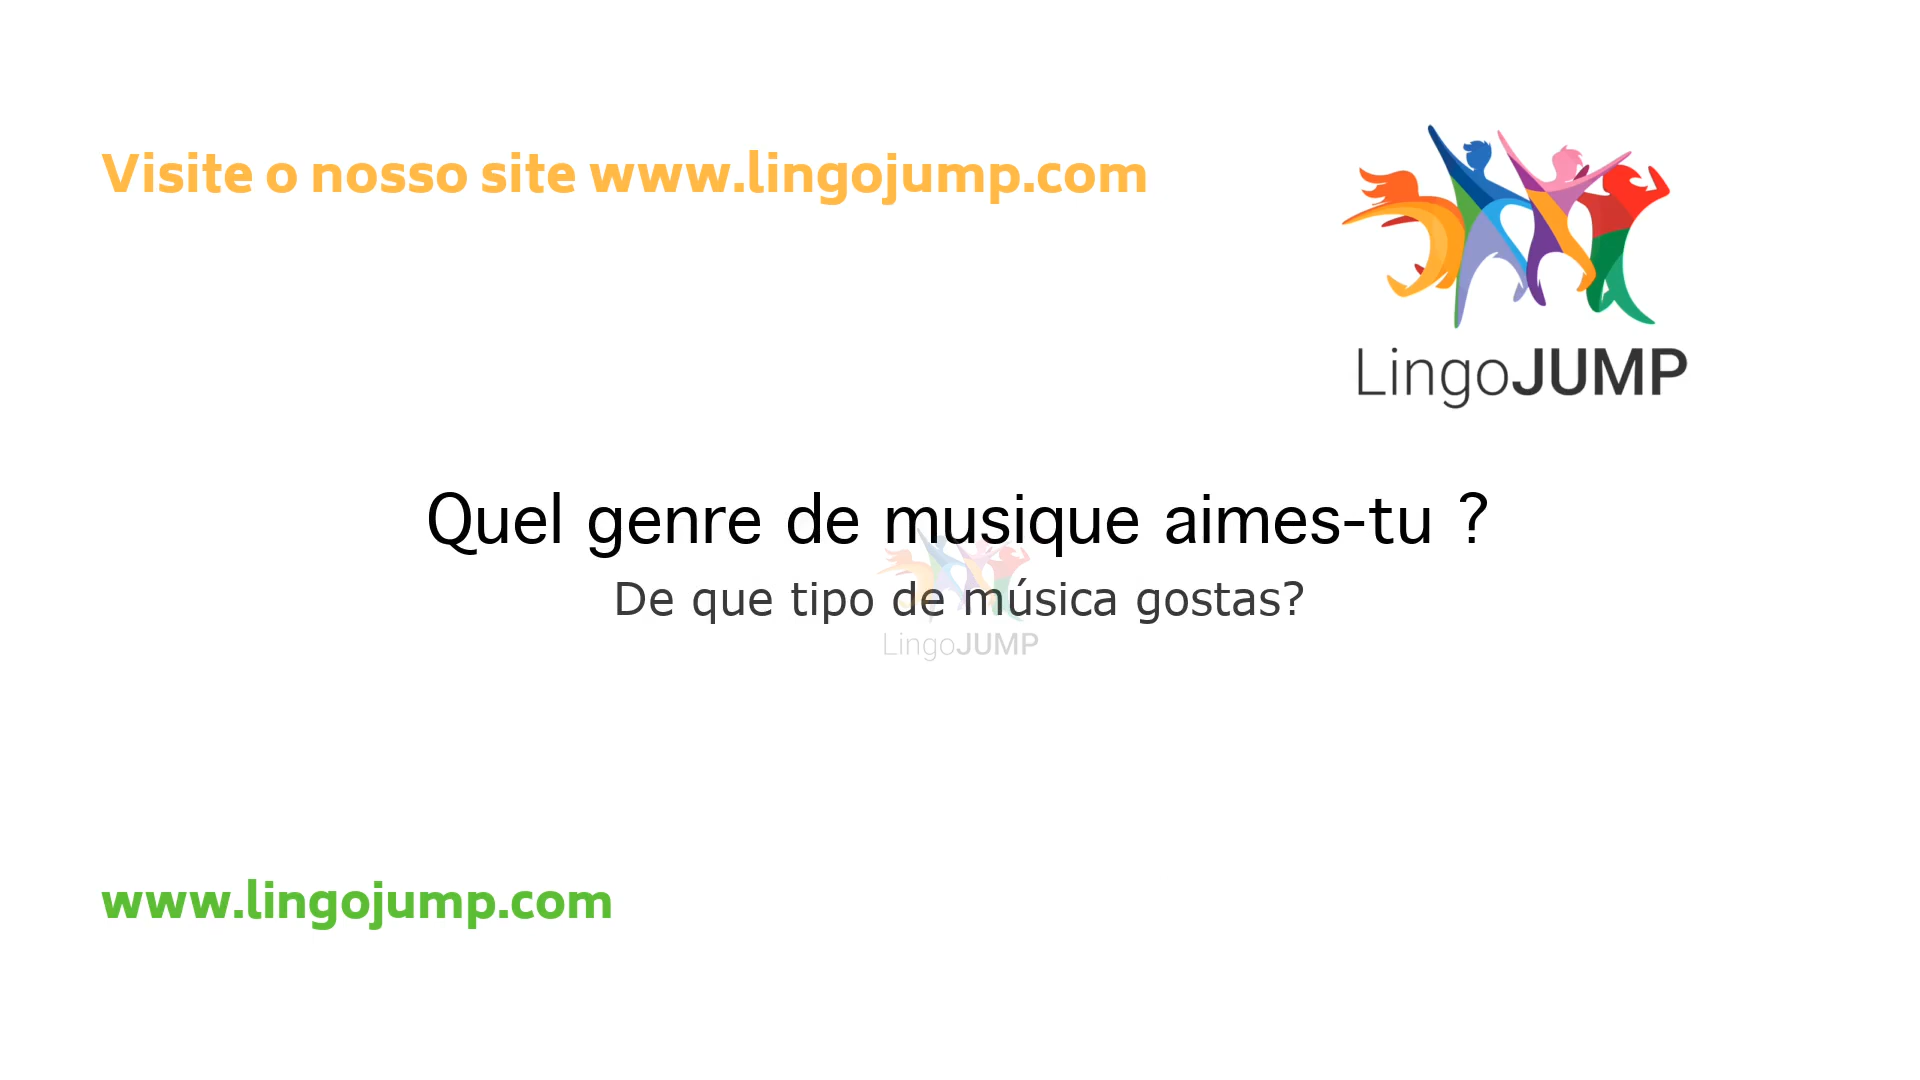 Visite o nosso site www.lingojump.com
LingoJUMP
Quel genre de musique aimes-tu ?
De que tipo de música gostas?
LingoJUMP
www.lingojump.com